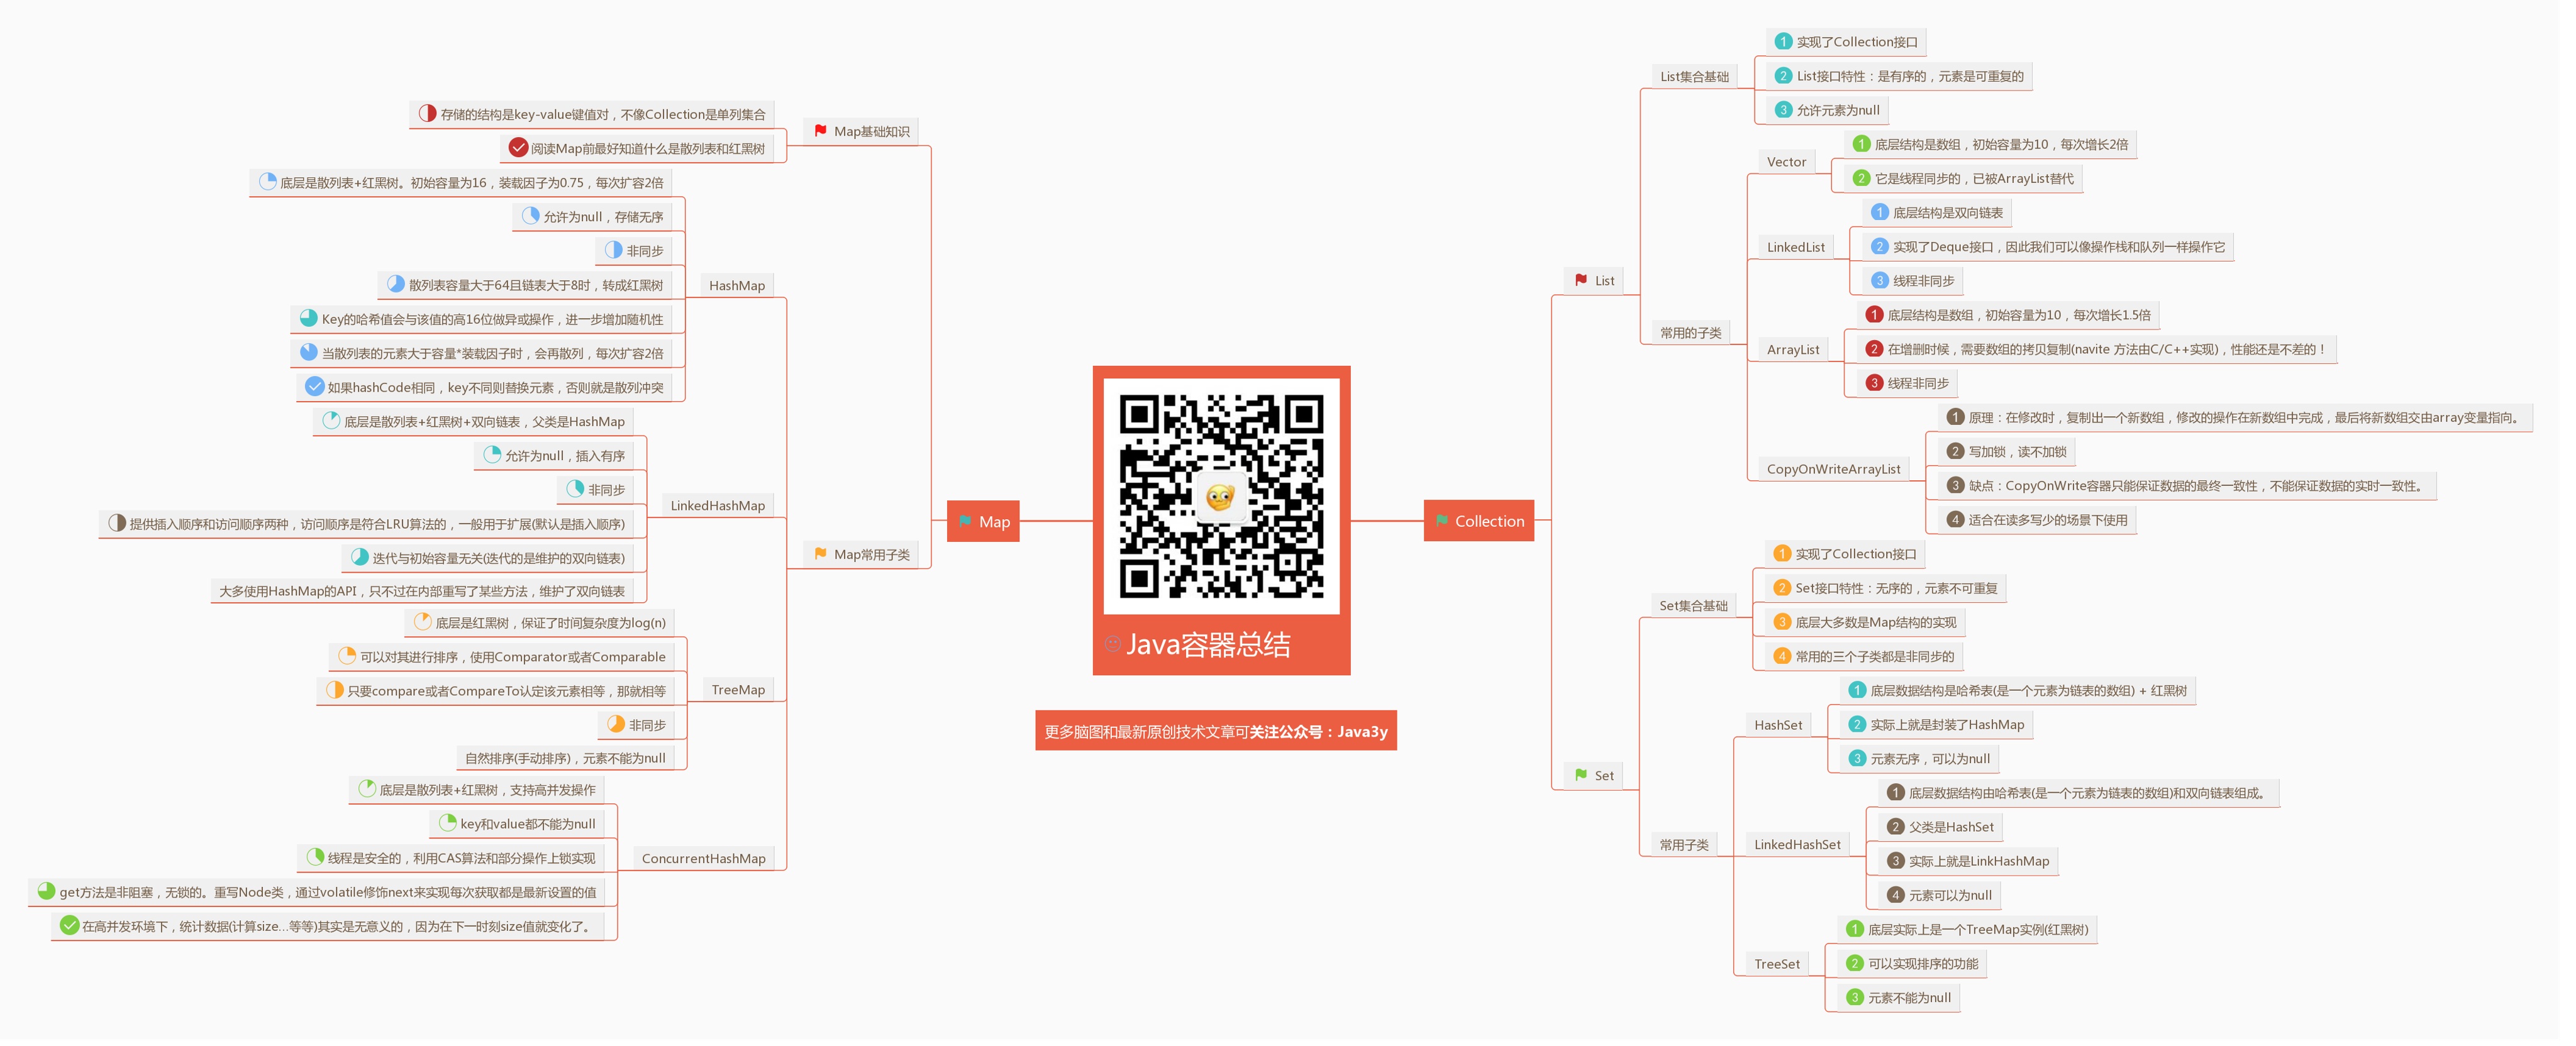 Java容器总结
更多脑图和最新原创技术文章可关注公众号：Java3y
Map
Map基础知识
存储的结构是key-value键值对，不像Collection是单列集合
阅读Map前最好知道什么是散列表和红黑树
Map常用子类
HashMap
底层是散列表+红黑树。初始容量为16，装载因子为0.75，每次扩容2倍
允许为null，存储无序
非同步
散列表容量大于64且链表大于8时，转成红黑树
Key的哈希值会与该值的高16位做异或操作，进一步增加随机性
当散列表的元素大于容量*装载因子时，会再散列，每次扩容2倍
如果hashCode相同，key不同则替换元素，否则就是散列冲突
LinkedHashMap
底层是散列表+红黑树+双向链表，父类是HashMap
允许为null，插入有序
非同步
提供插入顺序和访问顺序两种，访问顺序是符合LRU算法的，一般用于扩展(默认是插入顺序)
迭代与初始容量无关(迭代的是维护的双向链表)
大多使用HashMap的API，只不过在内部重写了某些方法，维护了双向链表
TreeMap
底层是红黑树，保证了时间复杂度为log(n)
可以对其进行排序，使用Comparator或者Comparable
只要compare或者CompareTo认定该元素相等，那就相等
非同步
自然排序(手动排序)，元素不能为null
ConcurrentHashMap
底层是散列表+红黑树，支持高并发操作
key和value都不能为null
线程是安全的，利用CAS算法和部分操作上锁实现
get方法是非阻塞，无锁的。重写Node类，通过volatile修饰next来实现每次获取都是最新设置的值
在高并发环境下，统计数据(计算size...等等)其实是无意义的，因为在下一时刻size值就变化了。
Collection
List
List集合基础
1 实现了Collection接口
2 List接口特性：是有序的，元素是可重复的
3 允许元素为null
常用的子类
Vector
1 底层结构是数组，初始容量为10，每次增长2倍
2 它是线程同步的，已被ArrayList替代
LinkedList
1 底层结构是双向链表
2 实现了Deque接口，因此我们可以像操作栈和队列一样操作它
3 线程非同步
ArrayList
1 底层结构是数组，初始容量为10，每次增长1.5倍
2 在增删时候，需要数组的拷贝复制(navite 方法由C/C++实现)，性能还是不差的！
3 线程非同步
CopyOnWriteArrayList
1 原理：在修改时，复制出一个新数组，修改的操作在新数组中完成，最后将新数组交由array变量指向。
2 写加锁，读不加锁
3 缺点：CopyOnWrite容器只能保证数据的最终一致性，不能保证数据的实时一致性。
4 适合在读多写少的场景下使用
Set
Set集合基础
1 实现了Collection接口
2 Set接口特性：无序的，元素不可重复
3 底层大多数是Map结构的实现
4 常用的三个子类都是非同步的
常用子类
HashSet
1 底层数据结构是哈希表(是一个元素为链表的数组) + 红黑树
2 实际上就是封装了HashMap
3 元素无序，可以为null
LinkedHashSet
1 底层数据结构由哈希表(是一个元素为链表的数组)和双向链表组成。
2 父类是HashSet
3 实际上就是LinkHashMap
4 元素可以为null
TreeSet
1 底层实际上是一个TreeMap实例(红黑树)
2 可以实现排序的功能
3 元素不能为null